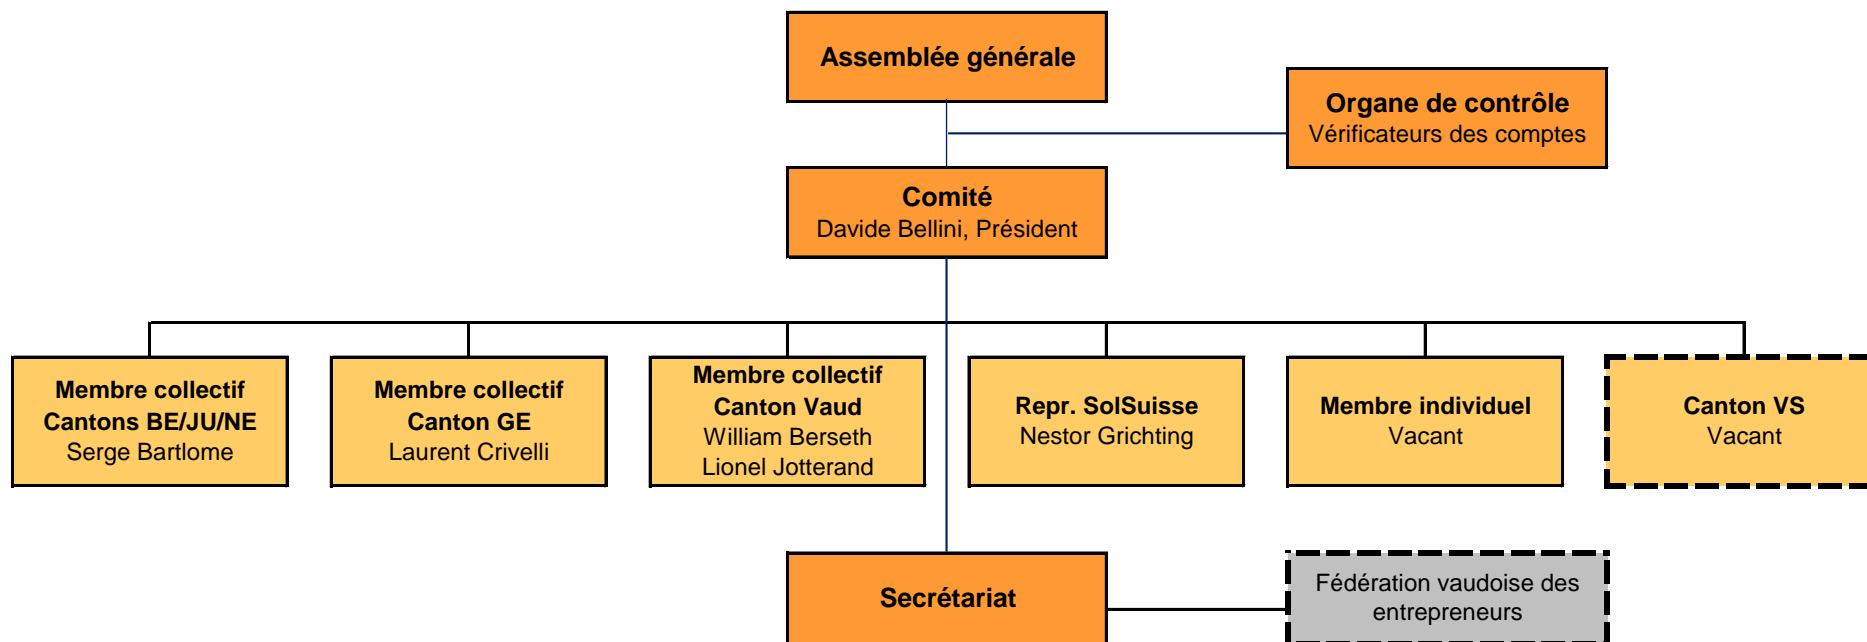 Assemblée générale
Organe de contrôle
Vérificateurs des comptes
Comité
Davide Bellini, Président
Membre collectif
Cantons BE/JU/NE
Serge Bartlome
Membre collectif
Canton GE
Laurent Crivelli
Membre collectif
Canton Vaud
William Berseth
Lionel Jotterand
Repr. SolSuisse
Nestor Grichting
Membre individuel
Vacant
Canton VS
Vacant
Secrétariat
Fédération vaudoise des
entrepreneurs